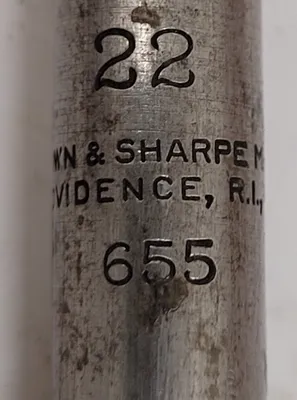 22
WN & SHARPE M
VIDENCE, R.I.,
655